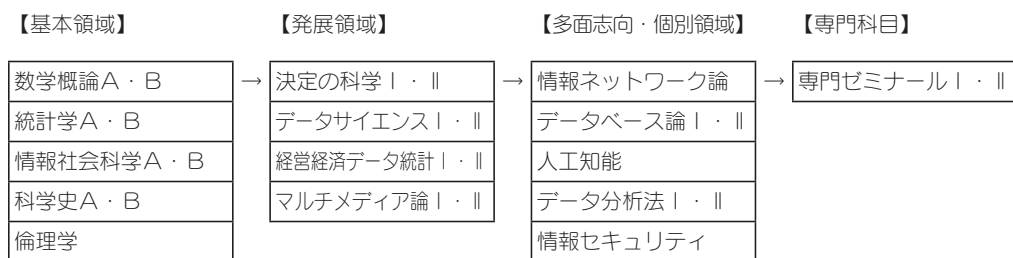 【基本領域】 【発展領域】 【多面志向・個別領域】 【専門科目】
数学概論A・B → 決定の科学Ⅰ・Ⅱ → 情報ネットワーク論 → 専門ゼミナールⅠ・Ⅱ
統計学A・B データサイエンスⅠ・Ⅱ データベース論Ⅰ・Ⅱ
情報社会科学A・B 経営経済データ統計Ⅰ・Ⅱ 人工知能
科学史A・B マルチメディア論Ⅰ・Ⅱ データ分析法Ⅰ・Ⅱ
倫理学 情報セキュリティ